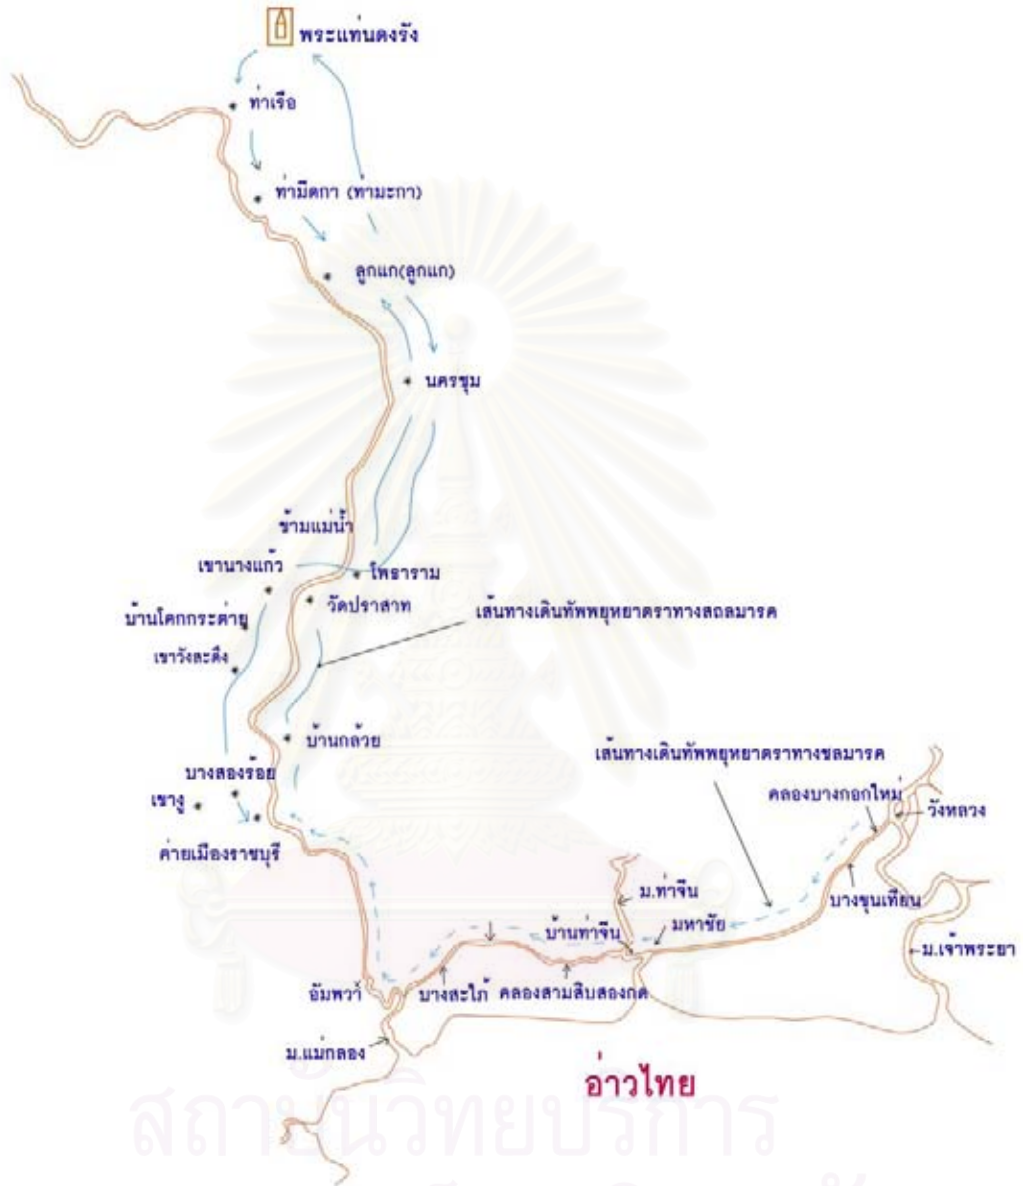 พระแท่นดงรัง
ท่าเรือ
ท่ามืดกา (ท่ามะกา)
ลูกแก(ลูกแก)
นครชุม
ข้ามแม่น้ำ
เขานางแก้ว
โพธาราม
วัดปราสาท
บ้านโคกกระต่าย
เส้นทางเดินทัพพยุหยาตราทางสถลมารค
เขาวังสะดึง
บ้านกล้วย
เส้นทางเดินทัพพยุหยาตราทางชลมารค
บางสองร้อย
คลองบางกอกใหม่
เขางู
วังหลวง
ค่ายเมืองราชบุรี
ม.ท่าจีน
บางขุนเทียน
บ้านท่าจีน
มหาชัย
ม.เจ้าพระยา
อัมพวา
บางสะใภ้
คลองสามสิบสองคด
ม.แม่กลอง
อ่าวไทย
สถาบันวิทยบริการ